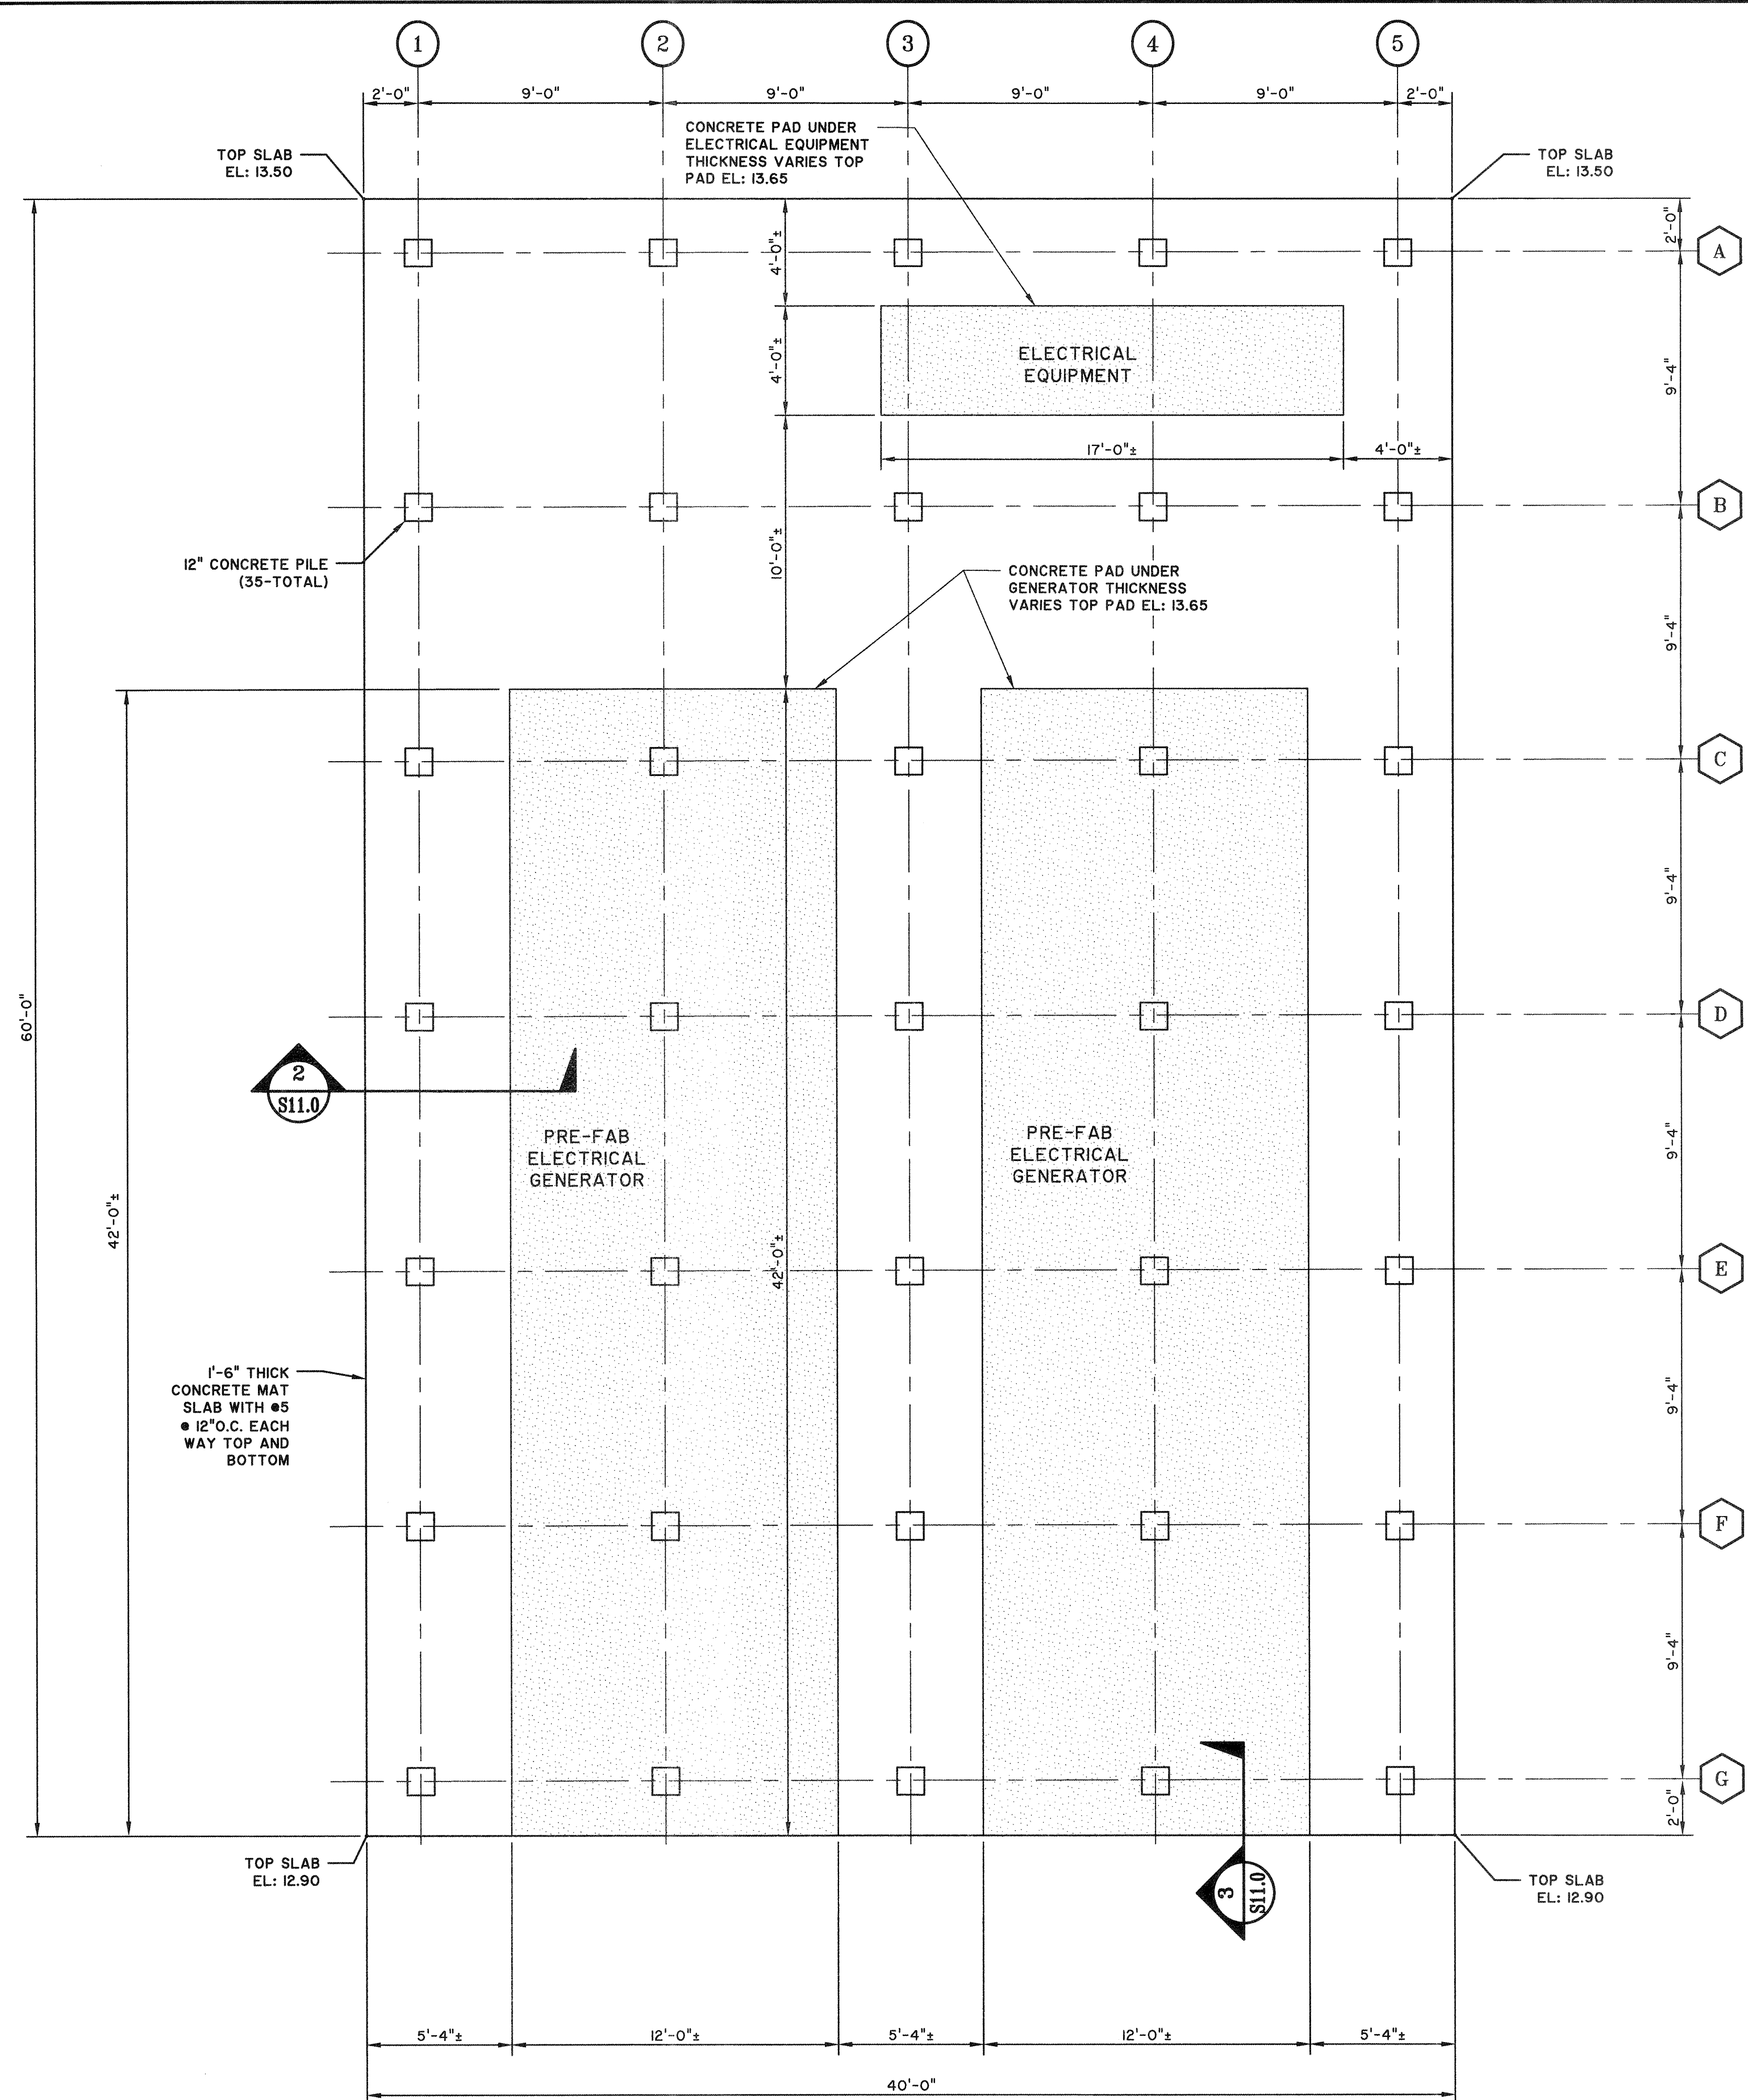 1
2
3
4
5
2'-0"
9'-0"
9'-0"
9'-0"
9'-0"
2'-0"
CONCRETE PAD UNDER
ELECTRICAL EQUIPMENT
THICKNESS VARIES TOP
PAD EL: 13.65
TOP SLAB
EL: 13.50
TOP SLAB
EL: 13.50
2'-0"
A
4'-0"±
4'-0"±
ELECTRICAL
EQUIPMENT
9'-4"
17'-0"±
4'-0"±
B
12" CONCRETE PILE
(35-TOTAL)
10'-0"±
CONCRETE PAD UNDER
GENERATOR THICKNESS
VARIES TOP PAD EL: 13.65
9'-4"
C
9'-4"
60'-0"
D
2
S11.0
PRE-FAB
ELECTRICAL
GENERATOR
PRE-FAB
ELECTRICAL
GENERATOR
9'-4"
42'-0"±
42'-0"±
E
1'-6" THICK
CONCRETE MAT
SLAB WITH #5
@ 12"O.C. EACH
WAY TOP AND
BOTTOM
9'-4"
F
9'-4"
G
2'-0"
TOP SLAB
EL: 12.90
3
S11.0
TOP SLAB
EL: 12.90
5'-4"±
12'-0"±
5'-4"±
12'-0"±
5'-4"±
40'-0"